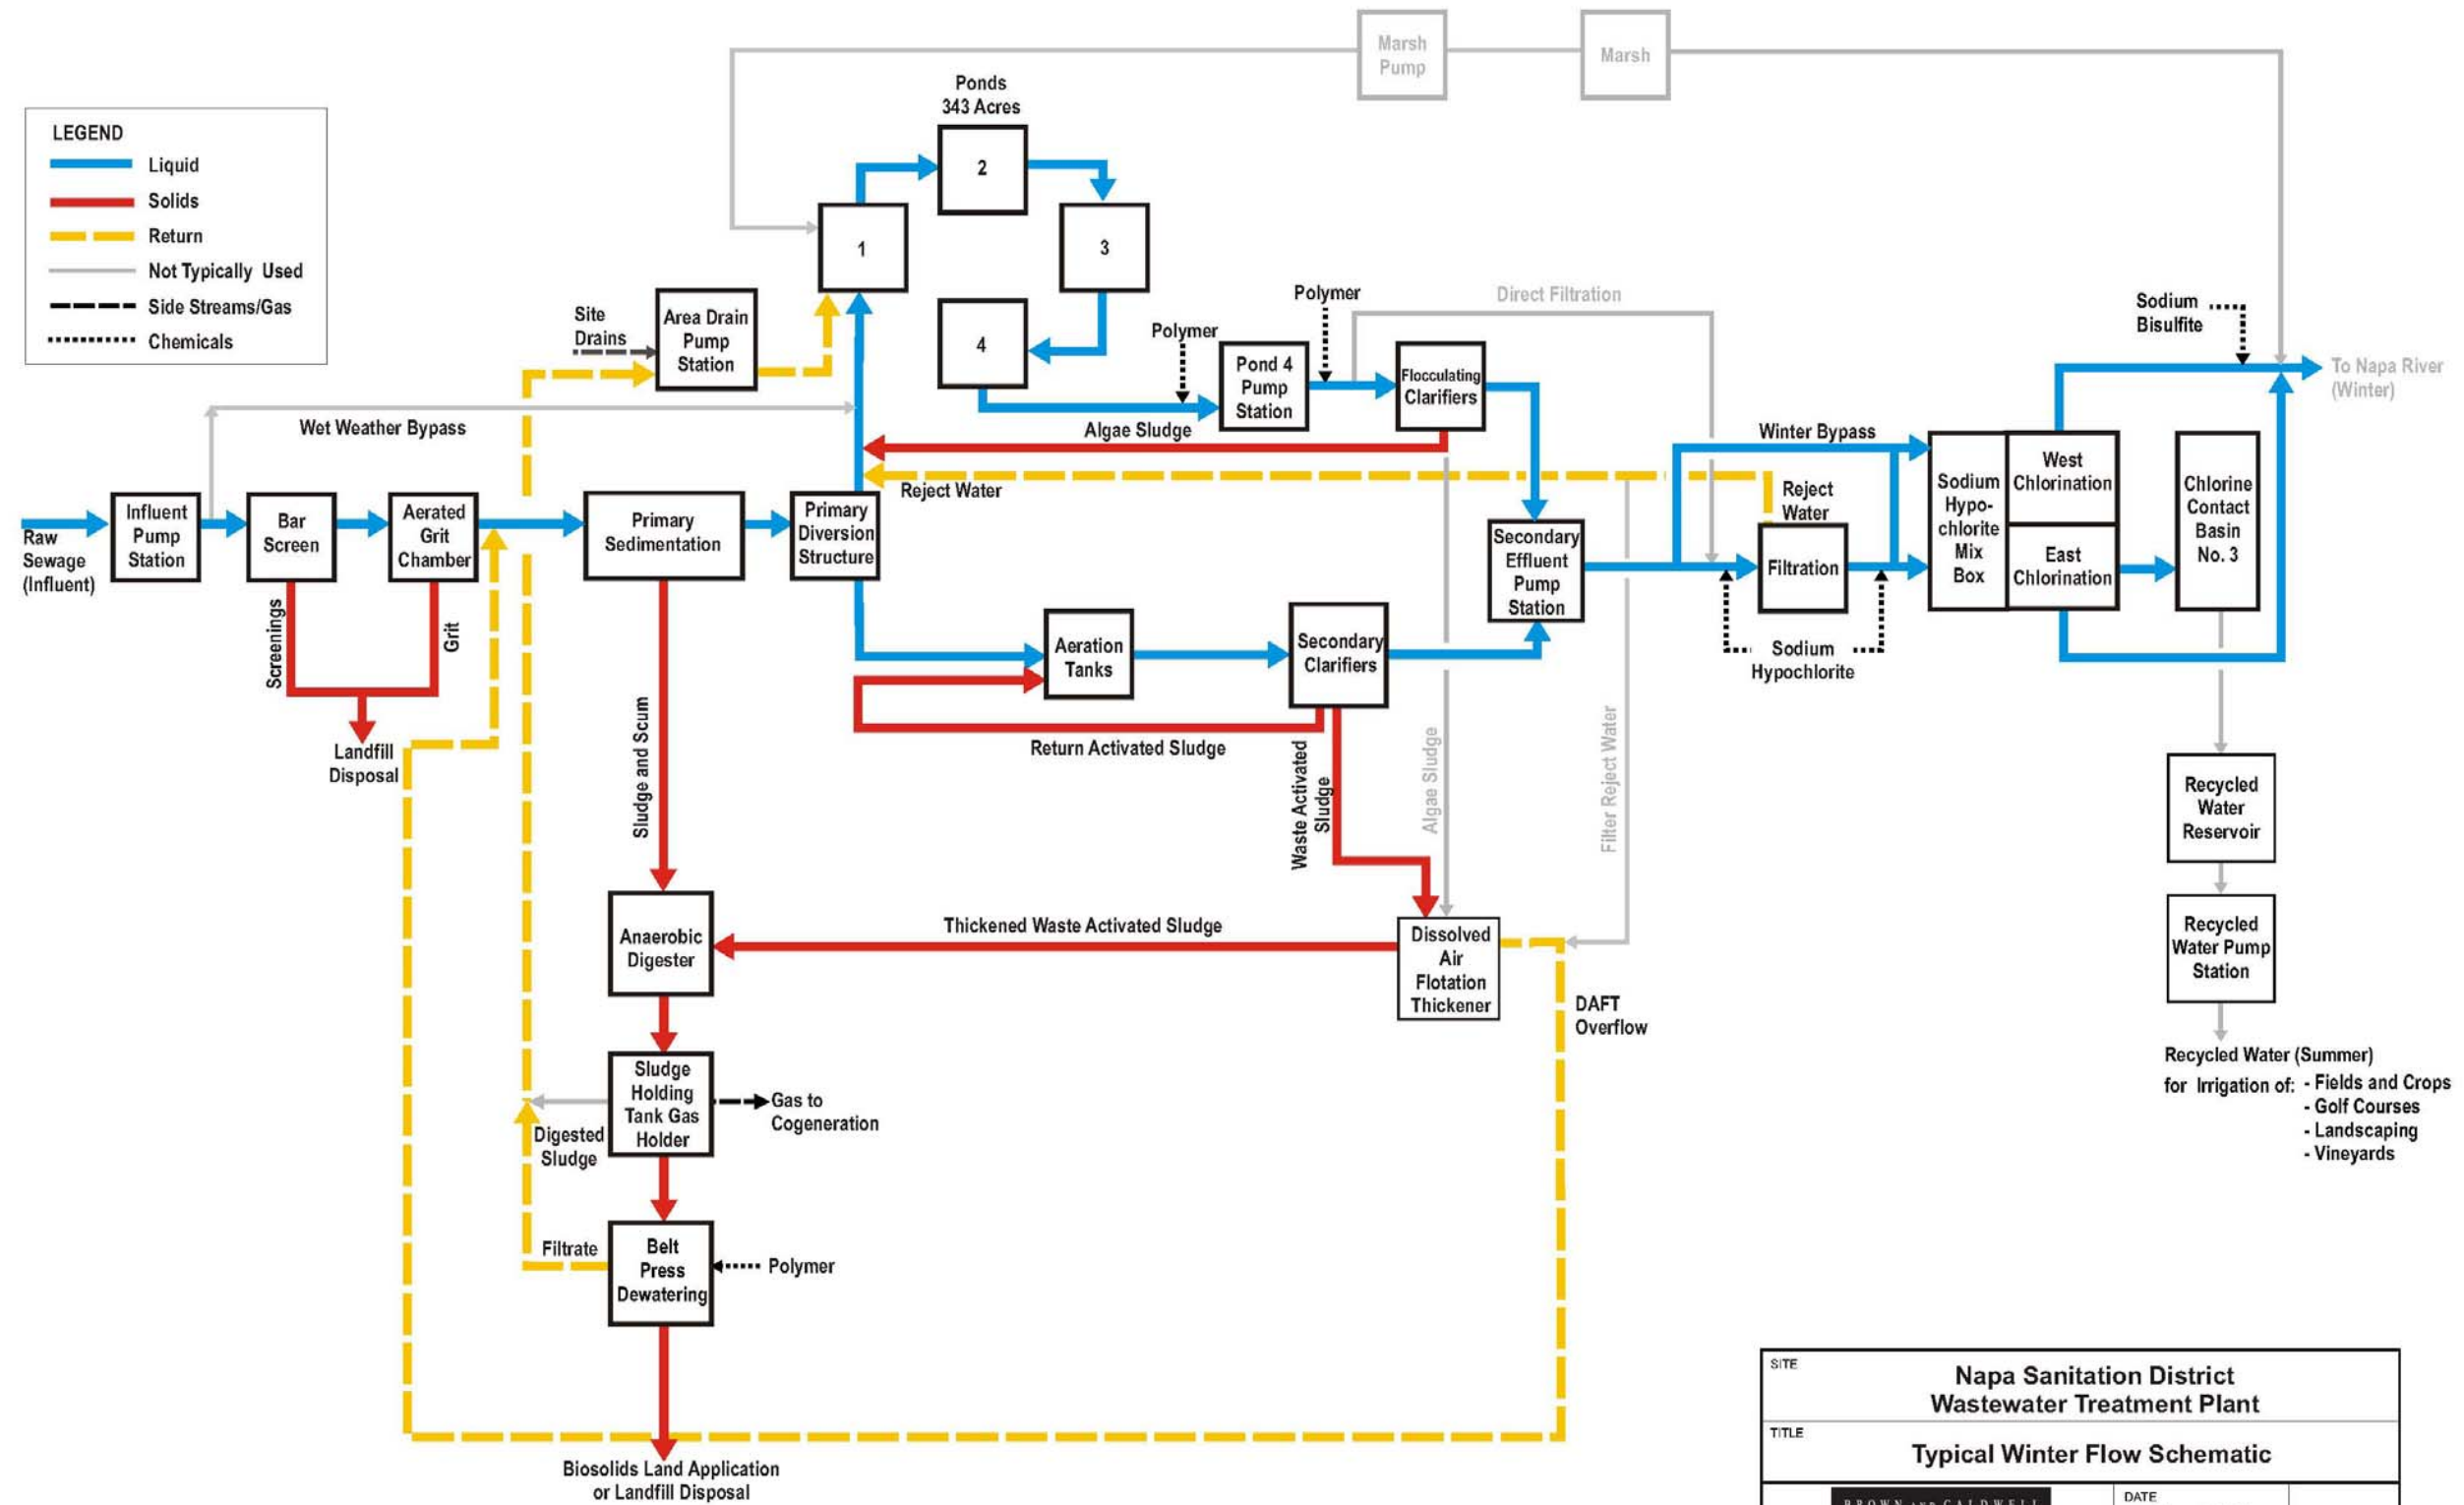 Marsh
Pump
Marsh
Ponds
343 Acres
LEGEND
Liquid
Solids
Return
Not Typically Used
Side Streams/Gas
Chemicals
2
1
3
4
Site
Drains
Area Drain
Pump
Station
Polymer
Polymer
Direct Filtration
Pond 4
Pump
Station
Flocculating
Clarifiers
Sodium
Bisulfite
To Napa River
(Winter)
Wet Weather Bypass
Algae Sludge
Winter Bypass
Reject Water
Reject
Water
Raw
Sewage
(Influent)
Influent
Pump
Station
Bar
Screen
Aerated
Grit
Chamber
Primary
Sedimentation
Primary
Diversion
Structure
Secondary
Effluent
Pump
Station
Filtration
Sodium
Hypo-
chlorite
Mix
Box
West
Chlorination
East
Chlorination
Chlorine
Contact
Basin
No. 3
Screenings
Grit
Landfill
Disposal
Sludge and Scum
Aeration
Tanks
Secondary
Clarifiers
Sodium
Hypochlorite
Return Activated Sludge
Waste Activated
Sludge
Algae Sludge
Filter Reject Water
Recycled
Water
Reservoir
Anaerobic
Digester
Thickened Waste Activated Sludge
Dissolved
Air
Flotation
Thickener
Recycled
Water Pump
Station
DAFT
Overflow
Sludge
Holding
Tank Gas
Holder
Gas to
Cogeneration
Digested
Sludge
Recycled Water (Summer)
for Irrigation of: - Fields and Crops
- Golf Courses
- Landscaping
- Vineyards
Filtrate
Belt
Press
Dewatering
Polymer
Biosolids Land Application
or Landfill Disposal
SITE
Napa Sanitation District
Wastewater Treatment Plant
TITLE
Typical Winter Flow Schematic
BROWN AND CALDWELL
DATE